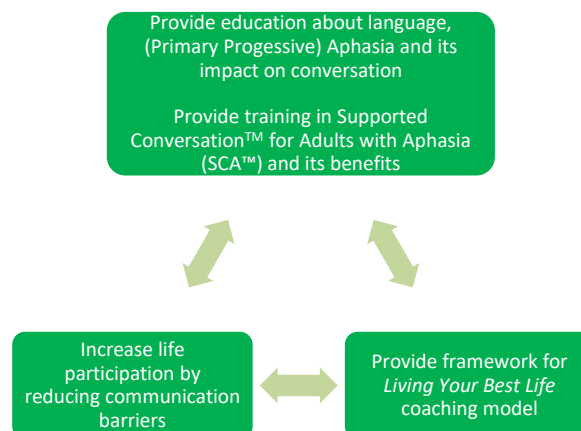 Provide education about language,
(Primary Progessive) Aphasia and its
impact on conversation
Provide training in Supported
Conversation™ for Adults with Aphasia
(SCA™) and its benefits
Increase life
participation by
reducing communication
barriers
Provide framework for
Living Your Best Life
coaching model